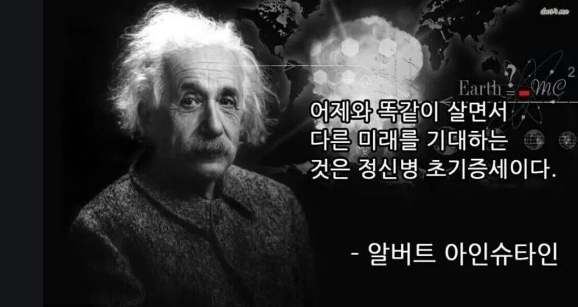 Earth = mc²
어제와 똑같이 살면서
다른 미래를 기대하는
것은 정신병 초기증세이다.
- 알버트 아인슈타인